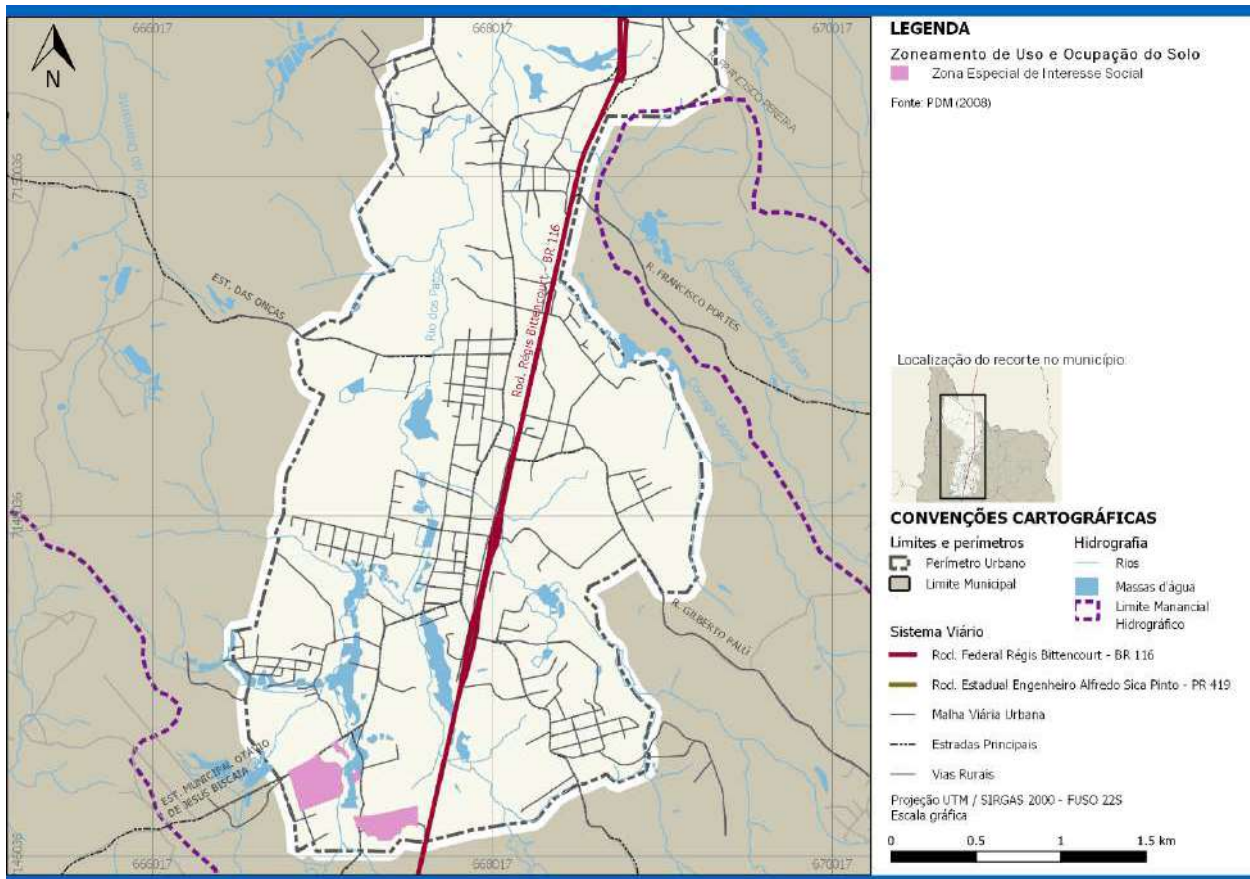 666017
668017
670017
N
R. FRANCISCO PEREIRA
EST. DAS ONÇAS
Rio dos Patos
Rod. Régis Bittencourt - BR 116
R. FRANCISCO PORTES
R. GILBERTO PALÚ
EST. MUNICIPAL OTÁVIO
DE JESUS BISCAIA
7146036
666017
668017
670017
LEGENDA
Zoneamento de Uso e Ocupação do Solo
Zona Especial de Interesse Social
Fonte: PDM (2008)
Localização do recorte no município
CONVENÇÕES CARTOGRÁFICAS
Limites e perímetros
Perímetro Urbano
Limite Municipal
Hidrografia
Rios
Massas d'água
Limite Manancial
Hidrográfico
Sistema Viário
Rod. Federal Régis Bittencourt - BR 116
Rod. Estadual Engenheiro Alfredo Sica Pinto - PR 419
Malha Viária Urbana
Estradas Principais
Vias Rurais
Projeção UTM / SIRGAS 2000 - FUSO 22S
Escala gráfica
0 0.5 1 1.5 km